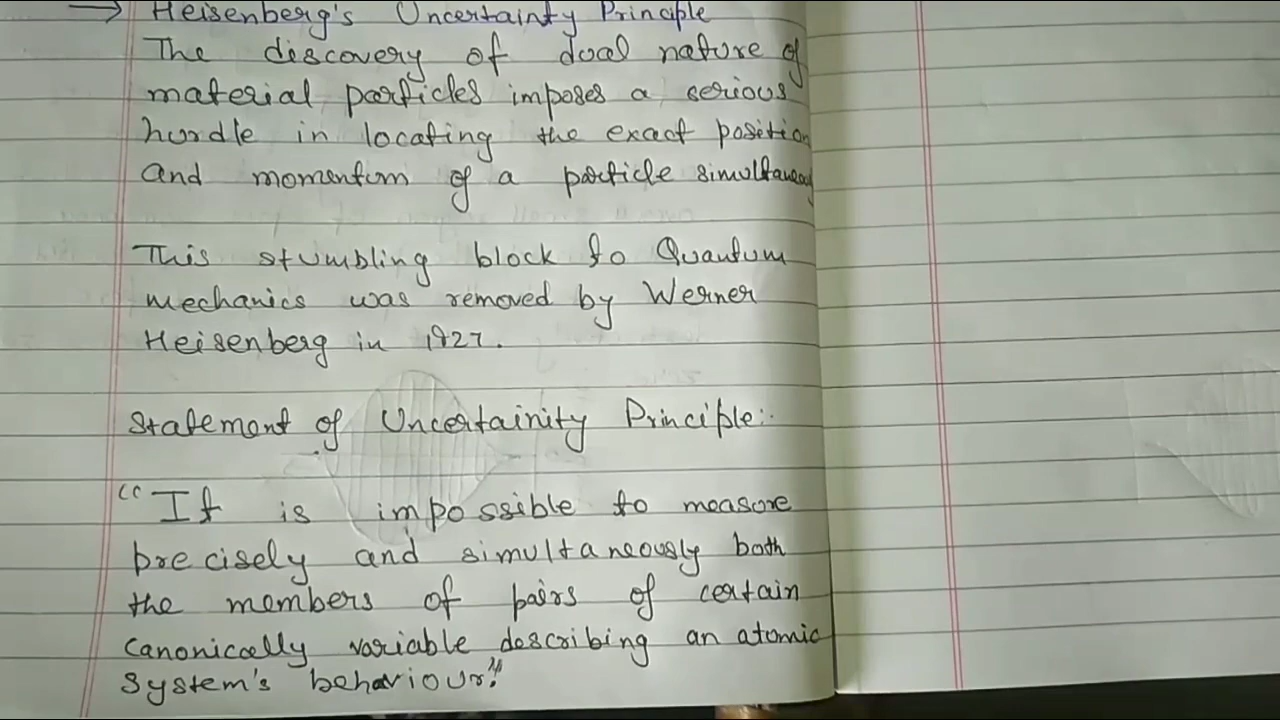 → Heisenberg's Uncertainty Principle
The discovery of dual nature of
material particles imposes a serious
hurdle in locating the exact position
and momentum of a particle simultaneously
This stumbling block to Quantum
mechanics was removed by Werner
Heisenberg in 1927.
Statement of Uncertainity Principle:-
"It is impossible to measure
precisely and simultaneously both
the members of pairs of certain
canonically variable describing an atomic
system's behaviour."